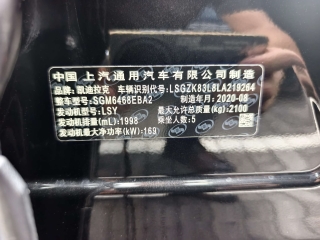 中国 上汽通用汽车有限公司制造
品牌:凯迪拉克 车辆识别代号:LSGZK83L8LA219264
整车型号:SGM6468EBA2 制造年月:2020-08
发动机型号:LSY 最大允许总质量(kg):2100
发动机排量(mL):1998 乘坐人数:5
发动机最大净功率(kW):169